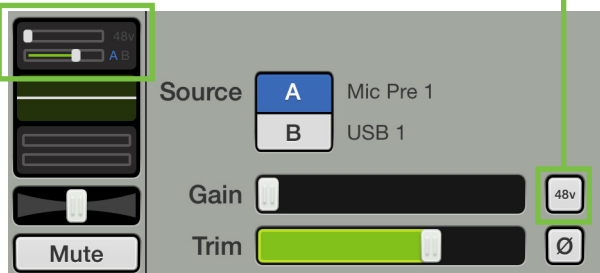 48v
A B
Source
A
Mic Pre 1
B
USB 1
Gain
48v
Trim
Ø
Mute